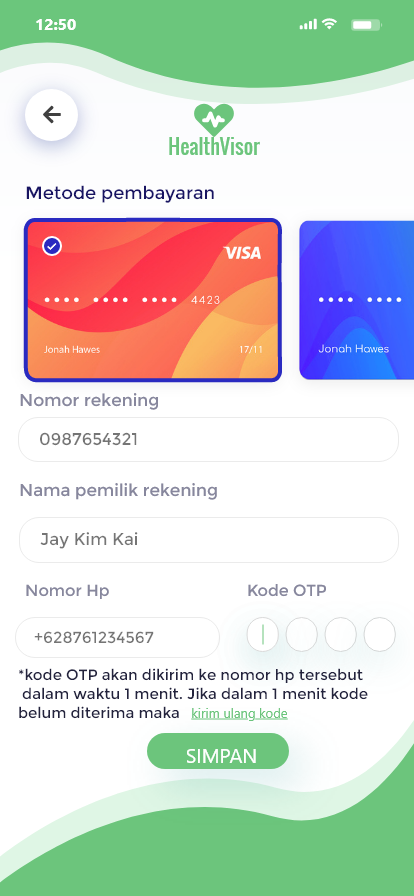 12:50
HealthVisor
Metode pembayaran
VISA
•••• •••• •••• 4423
•••• ••••
Jonah Hawes 17/11
Jonah Hawes
Nomor rekening
0987654321
Nama pemilik rekening
Jay Kim Kai
Nomor Hp Kode OTP
+628761234567
*kode OTP akan dikirim ke nomor hp tersebut
dalam waktu 1 menit. Jika dalam 1 menit kode
belum diterima maka kirim ulang kode
SIMPAN